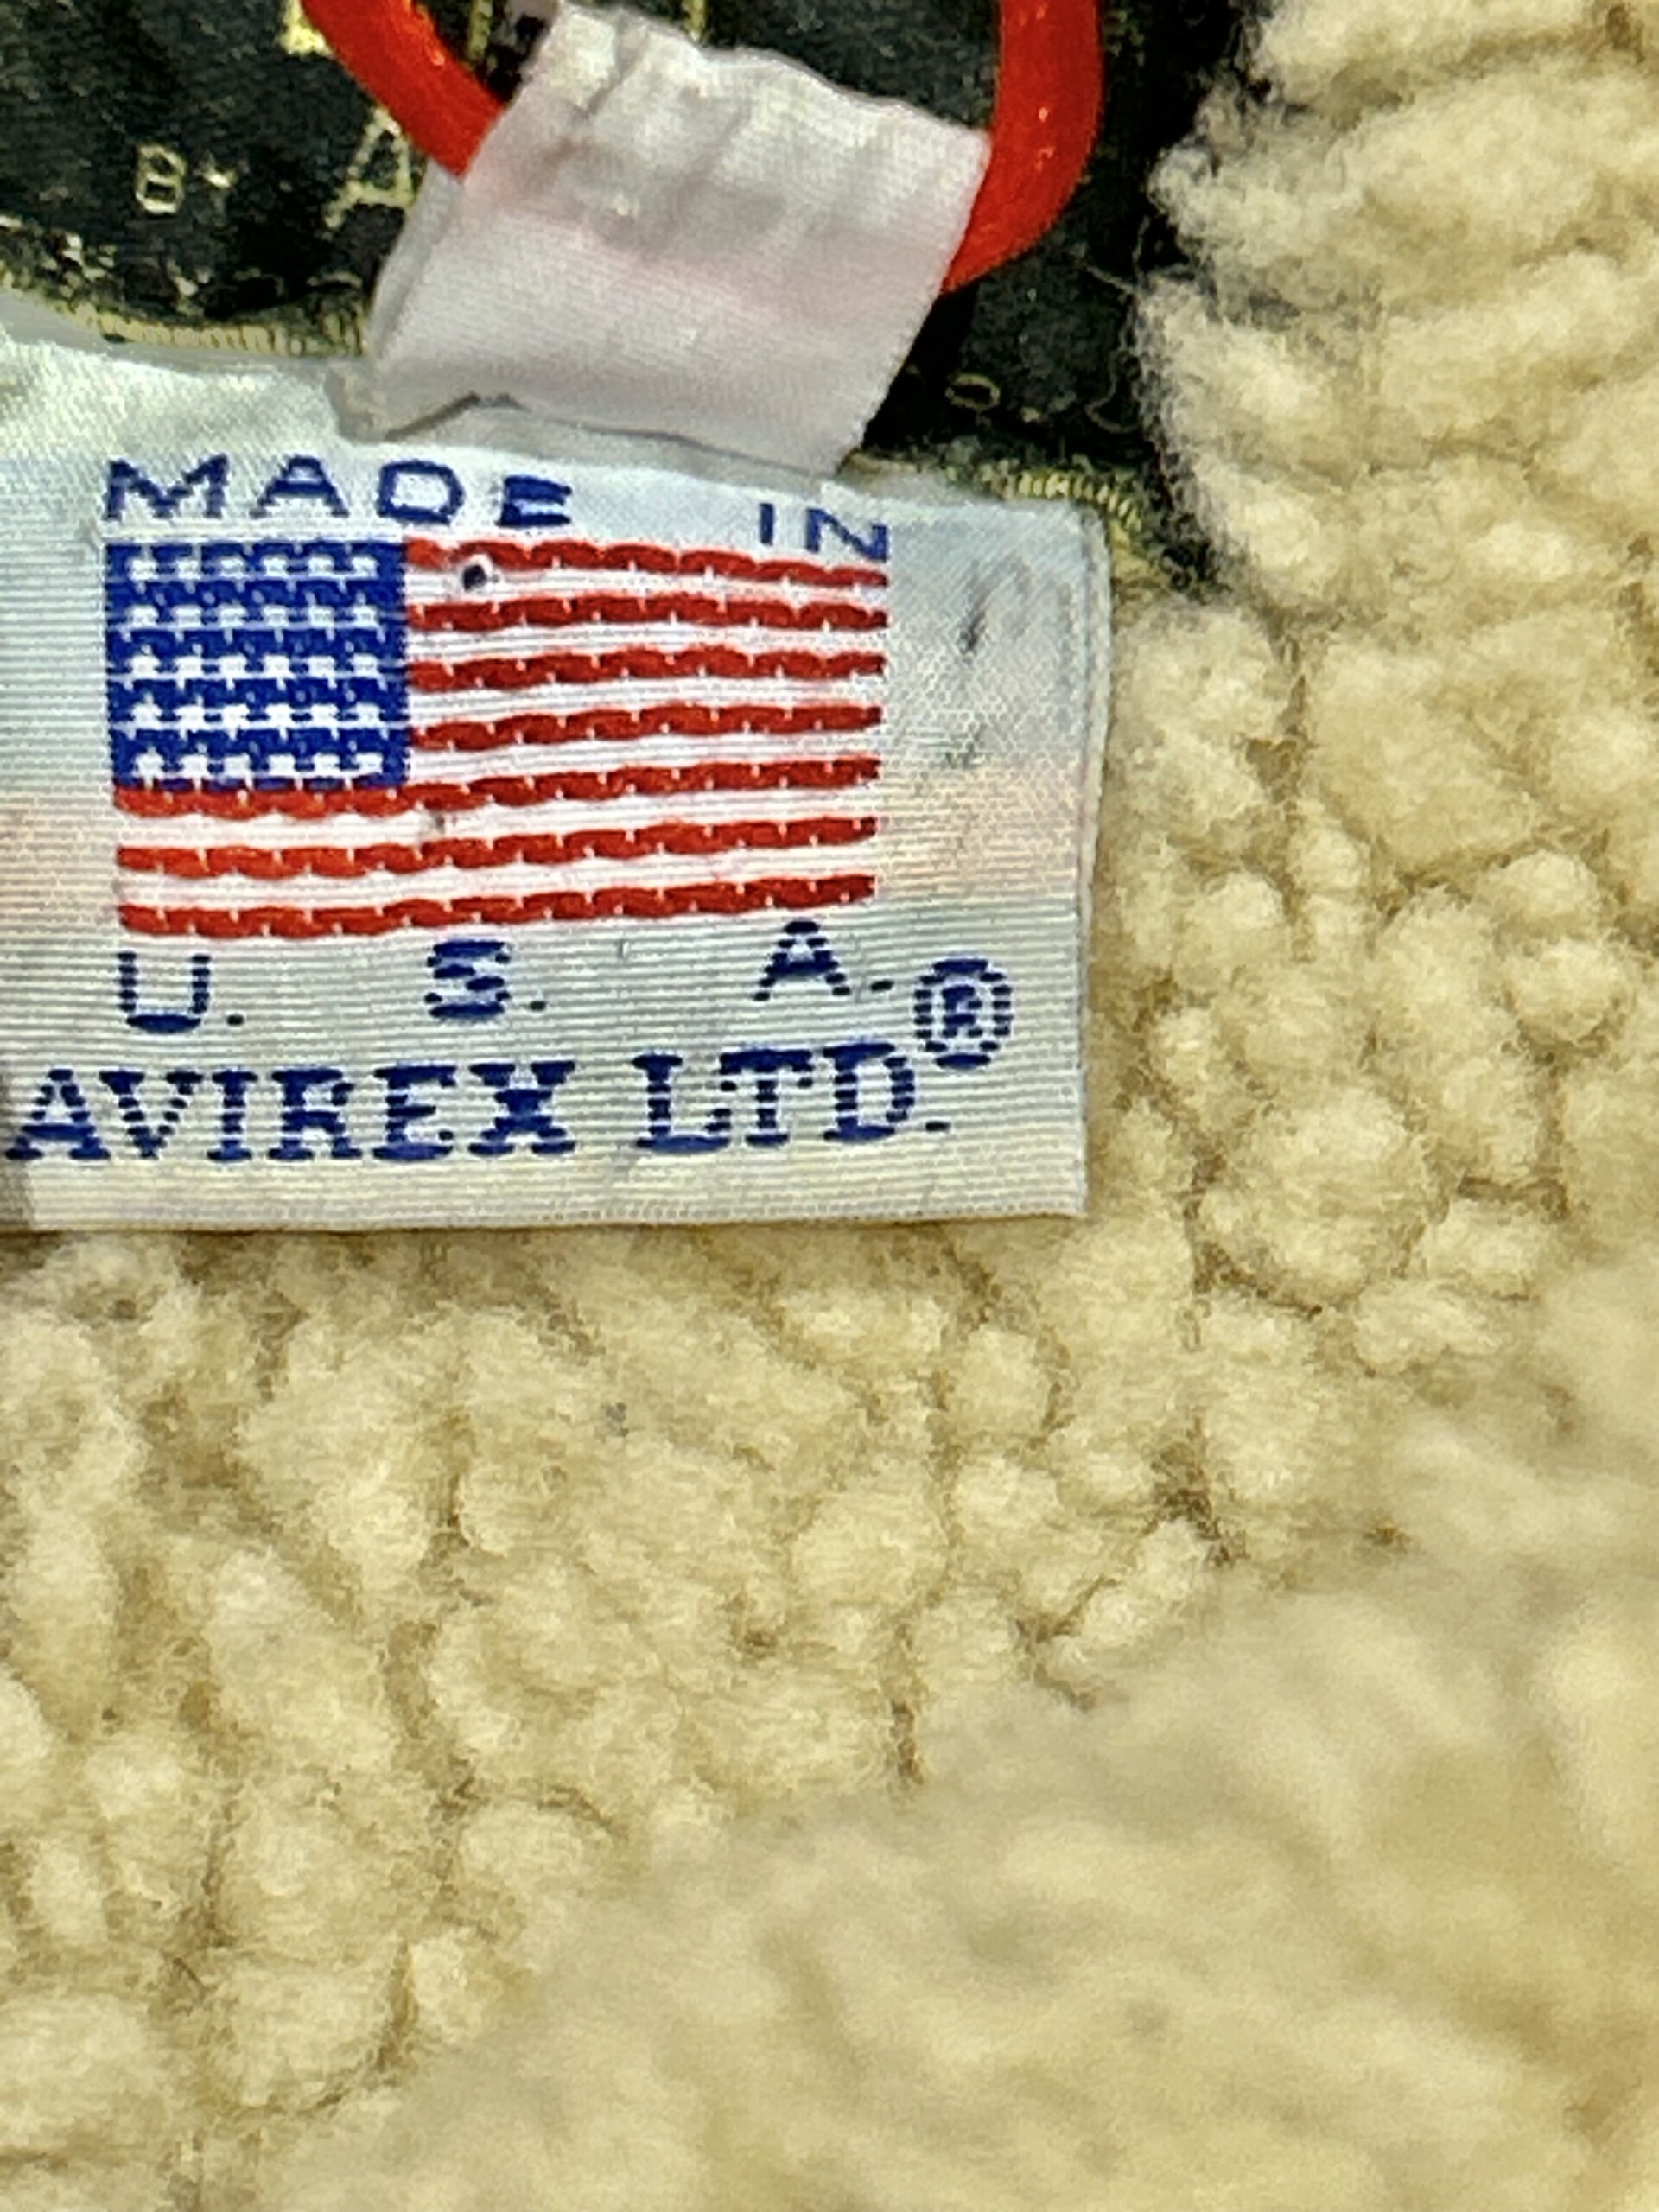 MADE IN
U. S. A.
AVIREX LTD.®